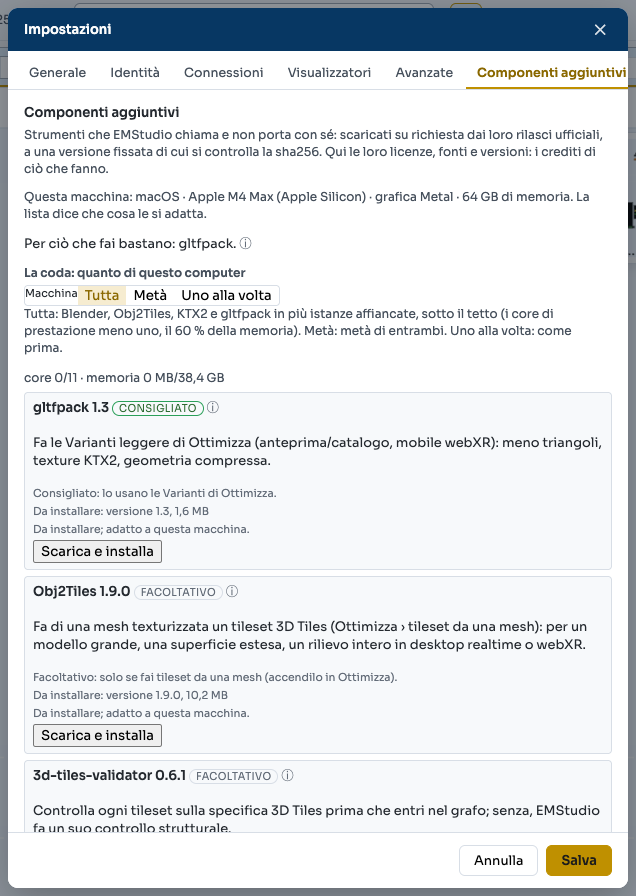 Impostazioni
Generale Identità Connessioni Visualizzatori Avanzate Componenti aggiuntivi
Componenti aggiuntivi
Strumenti che EMStudio chiama e non porta con sé: scaricati su richiesta dai loro rilasci ufficiali,
a una versione fissata di cui si controlla la sha256. Qui le loro licenze, fonti e versioni: i crediti di
ciò che fanno.
Questa macchina: macOS · Apple M4 Max (Apple Silicon) · grafica Metal · 64 GB di memoria. La
lista dice che cosa le si adatta.
Per ciò che fai bastano: gltfpack. ⓘ
La coda: quanto di questo computer
Macchina Tutta Metà Uno alla volta
Tutta: Blender, Obj2Tiles, KTX2 e gltfpack in più istanze affiancate, sotto il tetto (i core di
prestazione meno uno, il 60 % della memoria). Metà: metà di entrambi. Uno alla volta: come
prima.
core 0/11 · memoria 0 MB/38,4 GB
gltfpack 1.3 CONSIGLIATO ⓘ
Fa le Varianti leggere di Ottimizza (anteprima/catalogo, mobile webXR): meno triangoli,
texture KTX2, geometria compressa.
Consigliato: lo usano le Varianti di Ottimizza.
Da installare: versione 1.3, 1,6 MB
Da installare; adatto a questa macchina.
Scarica e installa
Obj2Tiles 1.9.0 FACOLTATIVO ⓘ
Fa di una mesh texturizzata un tileset 3D Tiles (Ottimizza › tileset da una mesh): per un
modello grande, una superficie estesa, un rilievo intero in desktop realtime o webXR.
Facoltativo: solo se fai tileset da una mesh (accendilo in Ottimizza).
Da installare: versione 1.9.0, 10,2 MB
Da installare; adatto a questa macchina.
Scarica e installa
3d-tiles-validator 0.6.1 FACOLTATIVO ⓘ
Controlla ogni tileset sulla specifica 3D Tiles prima che entri nel grafo; senza, EMStudio
fa un suo controllo strutturale.
Annulla Salva